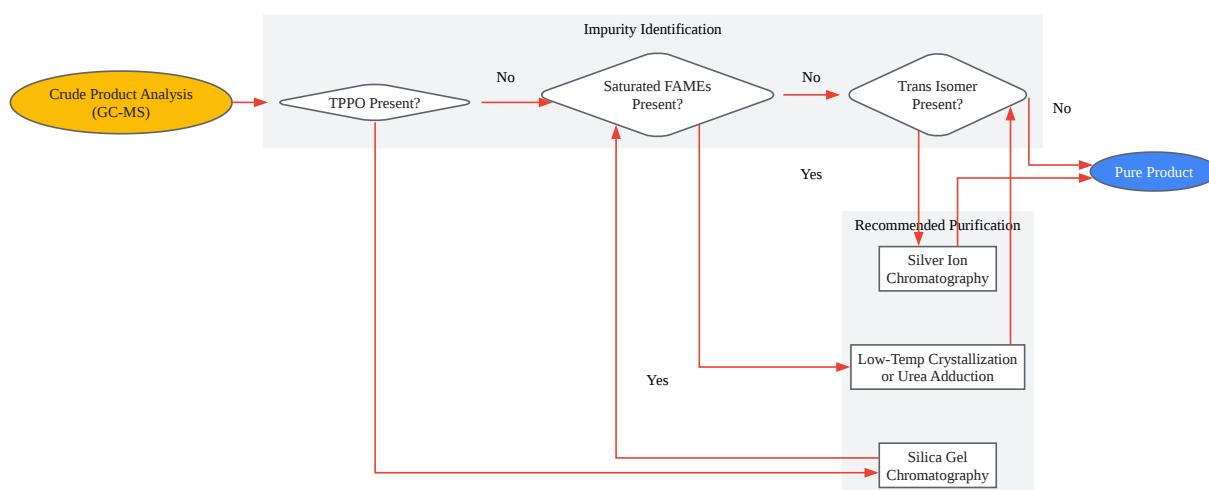 Impurity Identification
Crude Product Analysis
(GC-MS)
TPPO Present?
No
Saturated FAMEs
Present?
No
Trans Isomer
Present?
No
Yes
Pure Product
Recommended Purification
Silver Ion
Chromatography
Low-Temp Crystallization
or Urea Adduction
Yes
Silica Gel
Chromatography